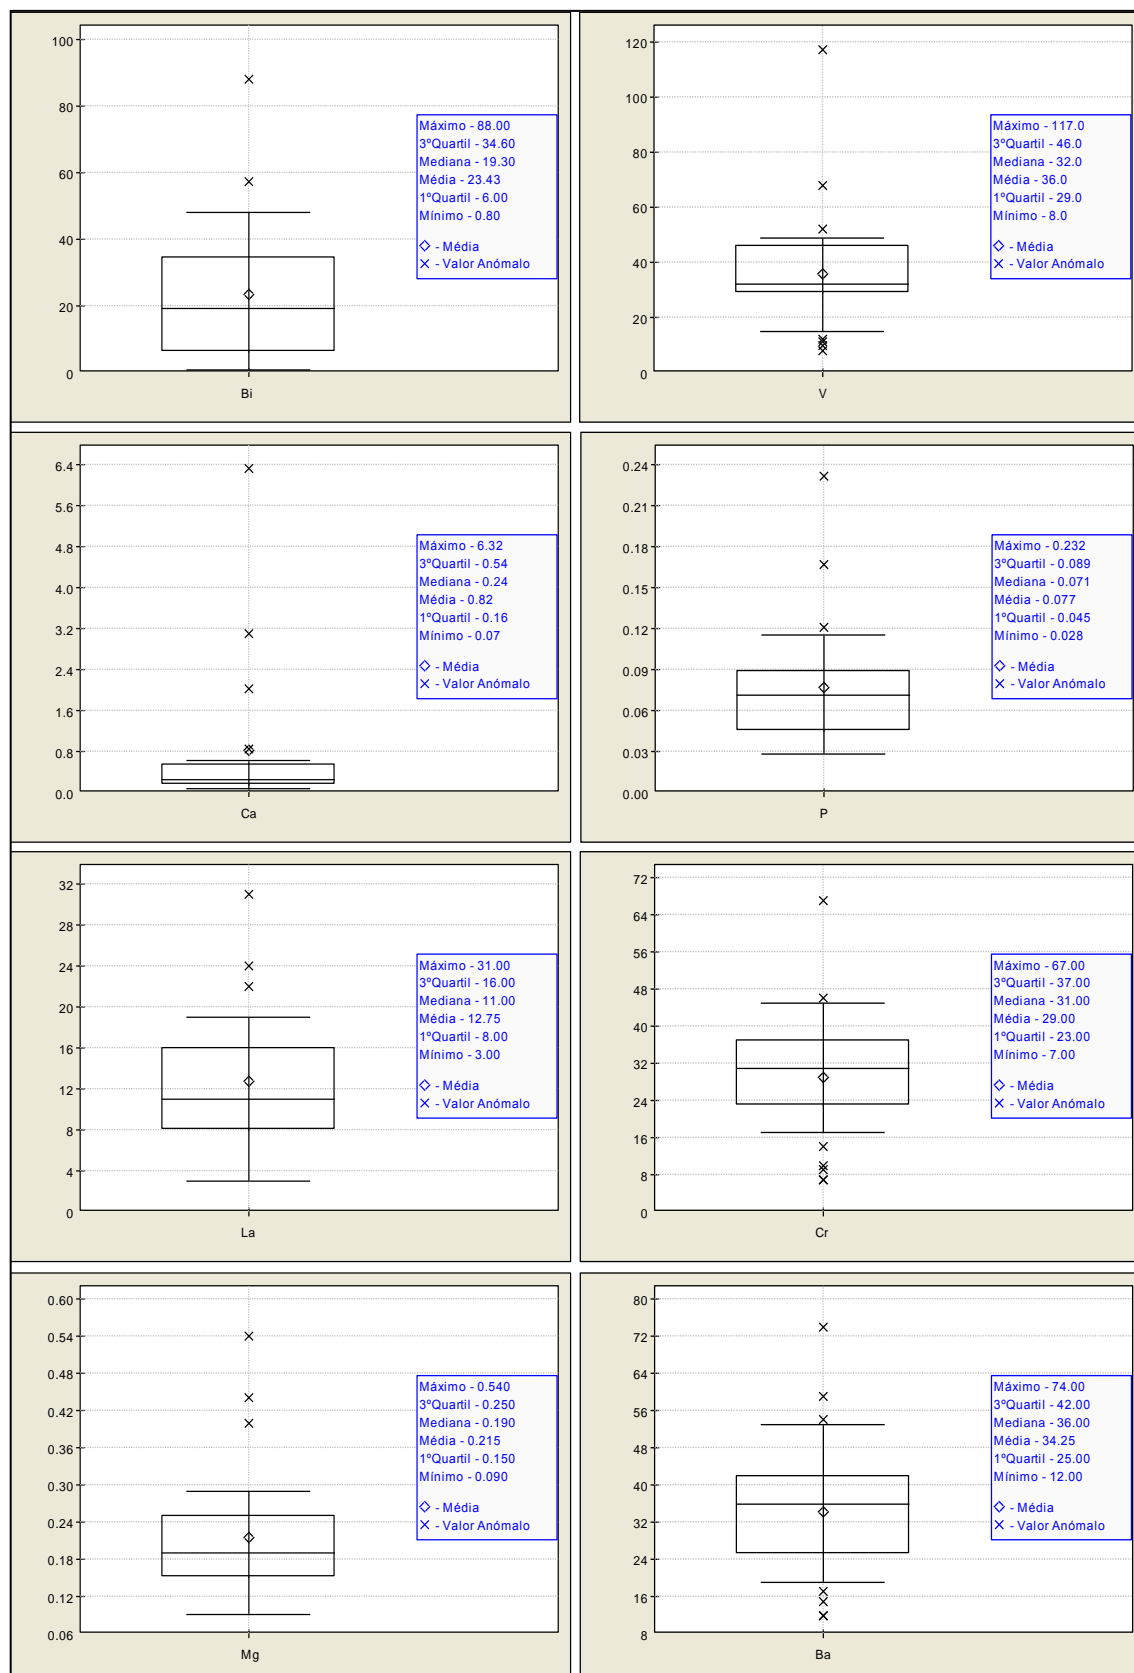 100
80
60
40
20
0
Bi
Máximo - 88.00
3ºQuartil - 34.60
Mediana - 19.30
Média - 23.43
1ºQuartil - 6.00
Mínimo - 0.80
- Média
- Valor Anómalo
120
100
80
60
40
20
0
V
Máximo - 117.0
3ºQuartil - 46.0
Mediana - 32.0
Média - 36.0
1ºQuartil - 29.0
Mínimo - 8.0
- Média
- Valor Anómalo
6.4
5.6
4.8
4.0
3.2
2.4
1.6
0.8
0.0
Ca
Máximo - 6.32
3ºQuartil - 0.54
Mediana - 0.24
Média - 0.82
1ºQuartil - 0.16
Mínimo - 0.07
- Média
- Valor Anómalo
0.24
0.21
0.18
0.15
0.12
0.09
0.06
0.03
0.00
P
Máximo - 0.232
3ºQuartil - 0.089
Mediana - 0.071
Média - 0.077
1ºQuartil - 0.045
Mínimo - 0.028
- Média
- Valor Anómalo
32
28
24
20
16
12
8
4
0
La
Máximo - 31.00
3ºQuartil - 16.00
Mediana - 11.00
Média - 12.75
1ºQuartil - 8.00
Mínimo - 3.00
- Média
- Valor Anómalo
72
64
56
48
40
32
24
16
8
0
Cr
Máximo - 67.00
3ºQuartil - 37.00
Mediana - 31.00
Média - 29.00
1ºQuartil - 23.00
Mínimo - 7.00
- Média
- Valor Anómalo
0.60
0.54
0.48
0.42
0.36
0.30
0.24
0.18
0.12
0.06
Mg
Máximo - 0.540
3ºQuartil - 0.250
Mediana - 0.190
Média - 0.215
1ºQuartil - 0.150
Mínimo - 0.090
- Média
- Valor Anómalo
80
72
64
56
48
40
32
24
16
8
Ba
Máximo - 74.00
3ºQuartil - 42.00
Mediana - 36.00
Média - 34.25
1ºQuartil - 25.00
Mínimo - 12.00
- Média
- Valor Anómalo